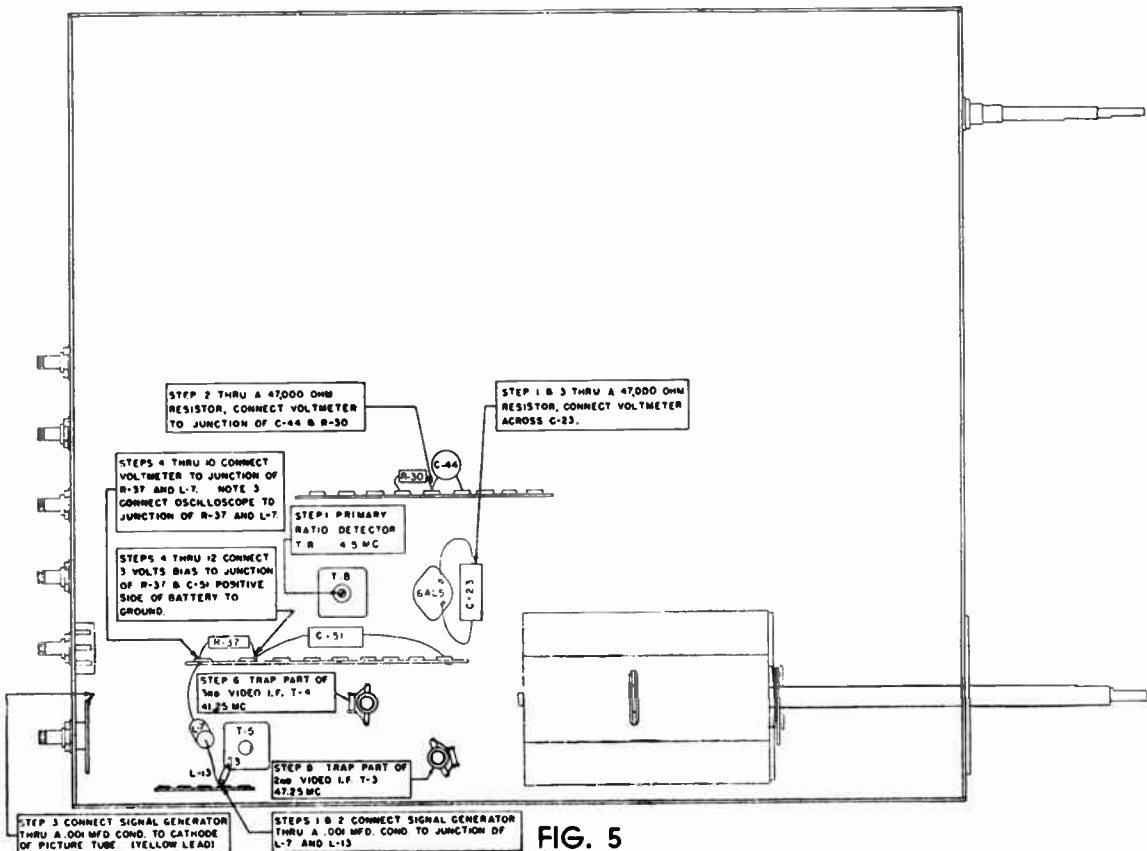 STEP 2 THRU A 47,000 OHM
RESISTOR, CONNECT VOLTMETER
TO JUNCTION OF C-44 & R-30
STEP 1 & 3 THRU A 47,000 OHM
RESISTOR, CONNECT VOLTMETER
ACROSS C-23.
C-44
R-30
STEPS 4 THRU 10 CONNECT
VOLTMETER TO JUNCTION OF
R-37 AND L-7. NOTE 3
CONNECT OSCILLOSCOPE TO
JUNCTION OF R-37 AND L-7.
STEP 1 PRIMARY
RATIO DETECTOR
T-8 4.5 MC
STEPS 4 THRU 12 CONNECT
3 VOLTS BIAS TO JUNCTION
OF R-37 & C-51 POSITIVE
SIDE OF BATTERY TO
GROUND.
T-8
6AL5
C-23
R-37
C-51
STEP 6 TRAP PART OF
3RD VIDEO I.F. T-4
41.25 MC
L-7
T-5
3
L-13
STEP 8 TRAP PART OF
2ND VIDEO I.F. T-3
47.25 MC
STEP 3 CONNECT SIGNAL GENERATOR
THRU A .001 MFD COND. TO CATHODE
OF PICTURE TUBE. (YELLOW LEAD)
STEPS 1 & 2 CONNECT SIGNAL GENERATOR
THRU A .001 MFD. COND. TO JUNCTION OF
L-7 AND L-13
FIG. 5